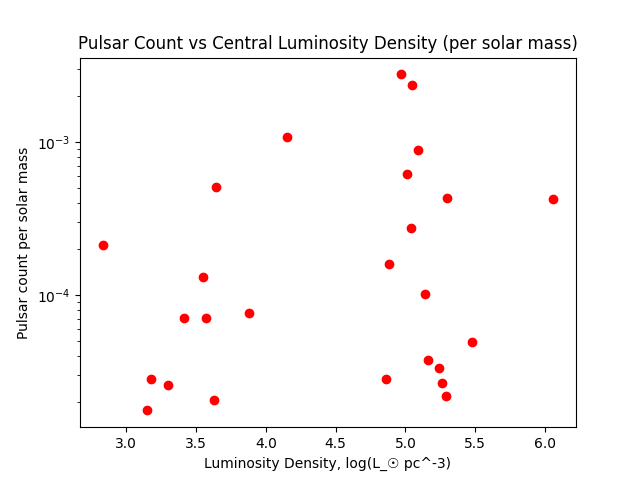 Pulsar Count vs Central Luminosity Density (per solar mass)
Pulsar count per solar mass
10⁻³
10⁻⁴
3.0 3.5 4.0 4.5 5.0 5.5 6.0
Luminosity Density, log(L_☉ pc^-3)